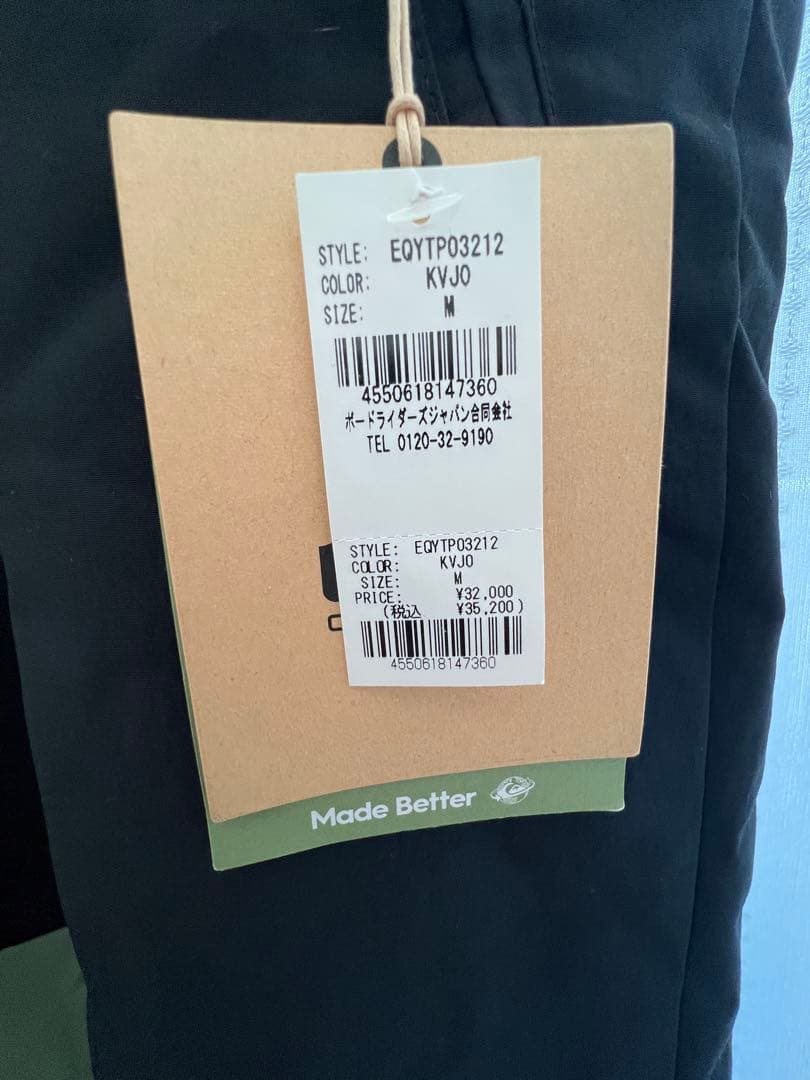 STYLE: EQYTP03212
COLOR: KVJ0
SIZE: M
4550618147360
ボードライダーズジャパン合同会社
TEL 0120-32-9190
STYLE: EQYTP03212
COLOR: KVJ0
SIZE: M
PRICE: ¥32,000
(税込 ¥35,200)
4550618147360
Made Better